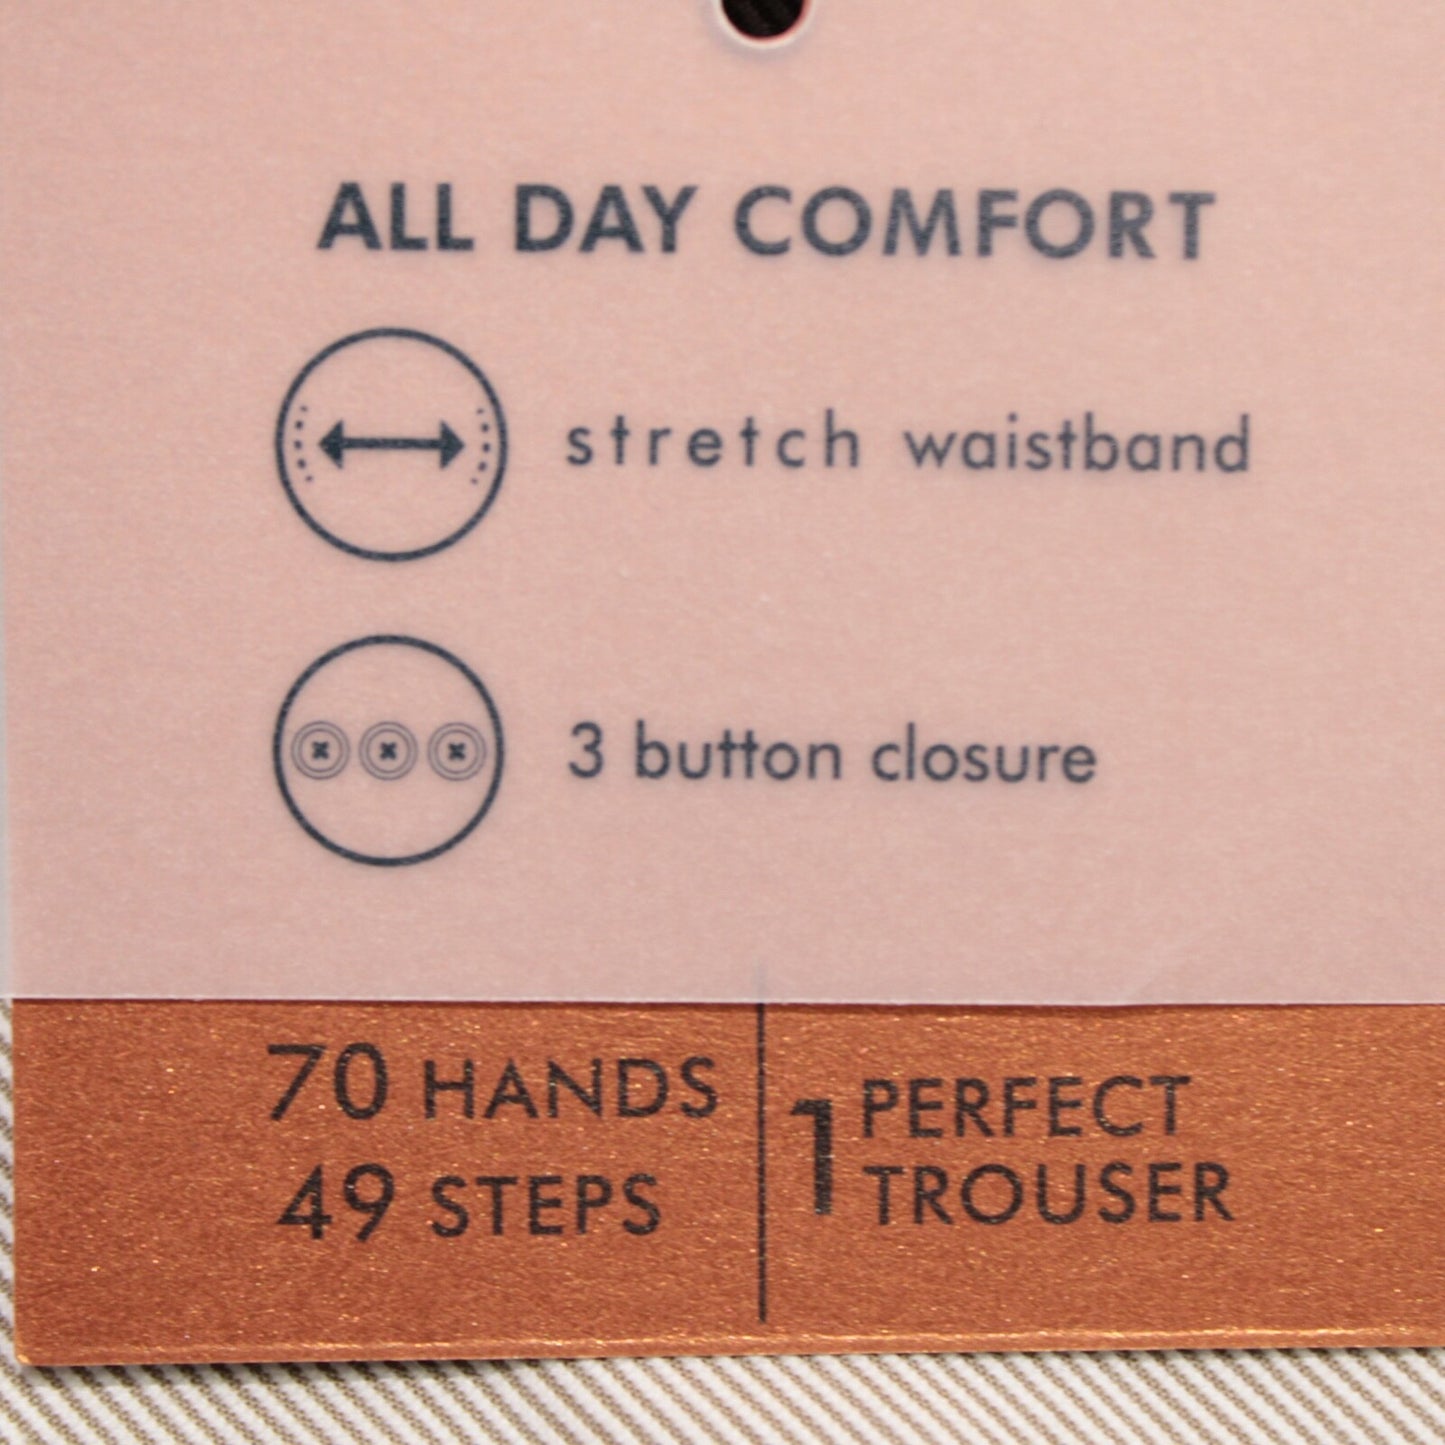 ALL DAY COMFORT
stretch waistband
3 button closure
70 HANDS
49 STEPS
1 PERFECT
TROUSER